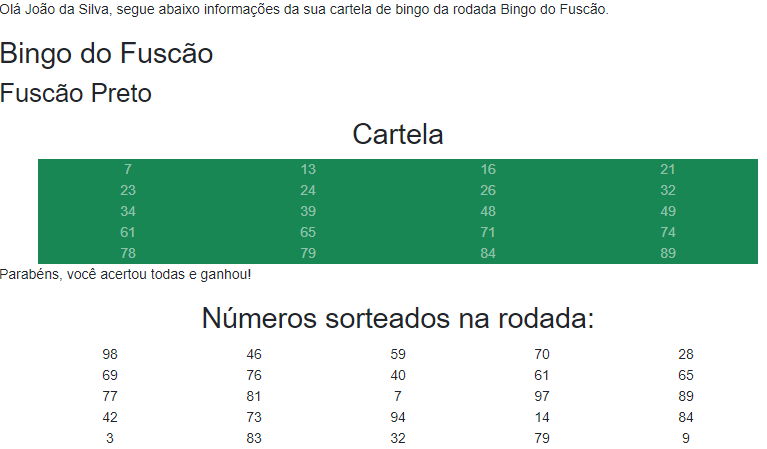 Olá João da Silva, segue abaixo informações da sua cartela de bingo da rodada Bingo do Fuscão.
Bingo do Fuscão
Fuscão Preto
Cartela
7 13 16 21
23 24 26 32
34 39 48 49
61 65 71 74
78 79 84 89
Parabéns, você acertou todas e ganhou!
Números sorteados na rodada:
98 46 59 70 28
69 76 40 61 65
77 81 7 97 89
42 73 94 14 84
3 83 32 79 9